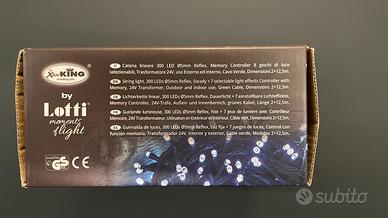 XmasKING
by
Lotti
moments
of light
GS
CE
Catena lineare 300 LED Ø5mm Reflex, Memory Controller 8 giochi di luce
selezionabili, Trasformatore 24V, uso Esterno ed interno, Cavo Verde, Dimensioni 2+12,5m.
String light, 300 LEDs Ø5mm Reflex, Steady + 7 selectable light effects Controller with
Memory, 24V Transformer, Outdoor and Indoor use, Green Cable, Dimensions 2+12,5m.
Lichterkette linear, 300 LEDs Ø5mm Reflex, Dauerlicht + 7 einstellbare Lichteffekte,
Memory Controller, 24V-Trafo, Außen- und Innenbereich, grünes Kabel, Länge 2+12,5m.
Guirlande lumineuse, 300 LEDs Ø5mm Reflex, Fixe + 7 jeux de lumière avec Contrôleur
Mémoire, 24V Transformateur, Utilisation en Extérieur et Intérieur, Câble vert, Dimensions
2+12,5m.
Guirnalda de luces, 300 LEDs Ø5mm Reflex, luz fija + 7 juegos de luces, Control con
función memoria, Transformador 24V, Interior y exterior, Cable verde, Medidas 2+12,5m.
subito